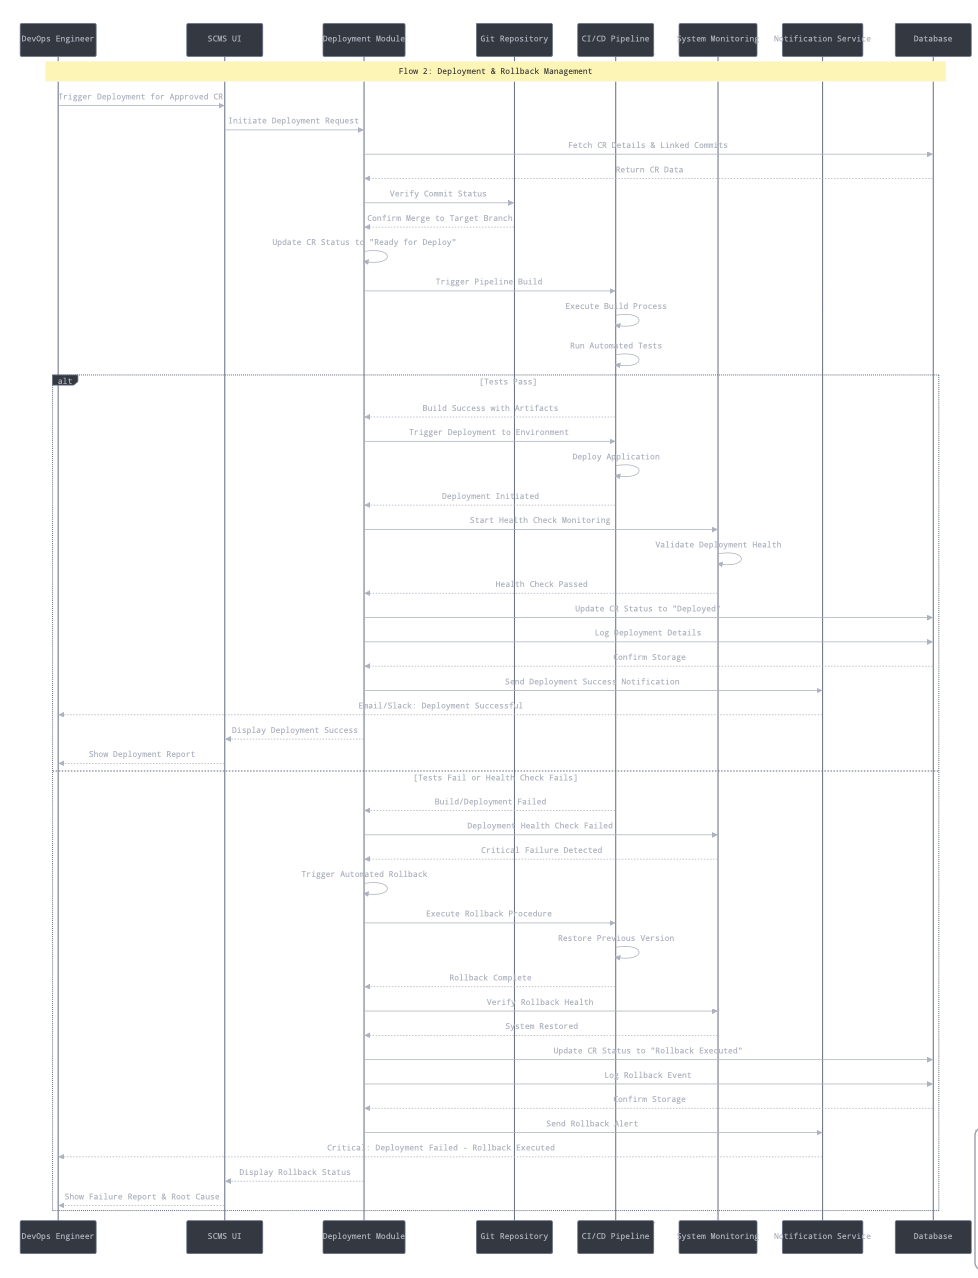 DevOps Engineer
SCMS UI
Deployment Module
Git Repository
CI/CD Pipeline
System Monitoring
Notification Service
Database
Flow 2: Deployment & Rollback Management
Trigger Deployment for Approved CR
Initiate Deployment Request
Fetch CR Details & Linked Commits
Return CR Data
Verify Commit Status
Confirm Merge to Target Branch
Update CR Status to "Ready for Deploy"
Trigger Pipeline Build
Execute Build Process
Run Automated Tests
alt
[Tests Pass]
Build Success with Artifacts
Trigger Deployment to Environment
Deploy Application
Deployment Initiated
Start Health Check Monitoring
Validate Deployment Health
Health Check Passed
Update CR Status to "Deployed"
Log Deployment Details
Confirm Storage
Send Deployment Success Notification
Email/Slack: Deployment Successful
Display Deployment Success
Show Deployment Report
[Tests Fail or Health Check Fails]
Build/Deployment Failed
Deployment Health Check Failed
Critical Failure Detected
Trigger Automated Rollback
Execute Rollback Procedure
Restore Previous Version
Rollback Complete
Verify Rollback Health
System Restored
Update CR Status to "Rollback Executed"
Log Rollback Event
Confirm Storage
Send Rollback Alert
Critical: Deployment Failed - Rollback Executed
Display Rollback Status
Show Failure Report & Root Cause
DevOps Engineer
SCMS UI
Deployment Module
Git Repository
CI/CD Pipeline
System Monitoring
Notification Service
Database